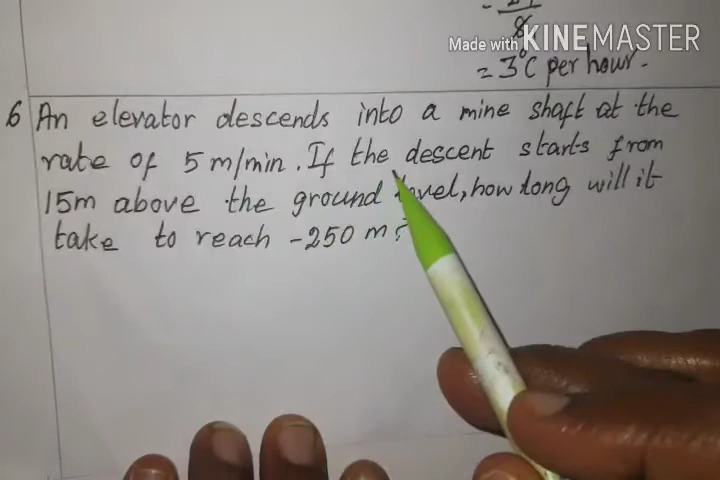 8
Made with KINEMASTER
= 3°C per hour.
6 An elevator descends into a mine shaft at the
rate of 5 m/min. If the descent starts from
15m above the ground level, how long will it
take to reach -250 m?